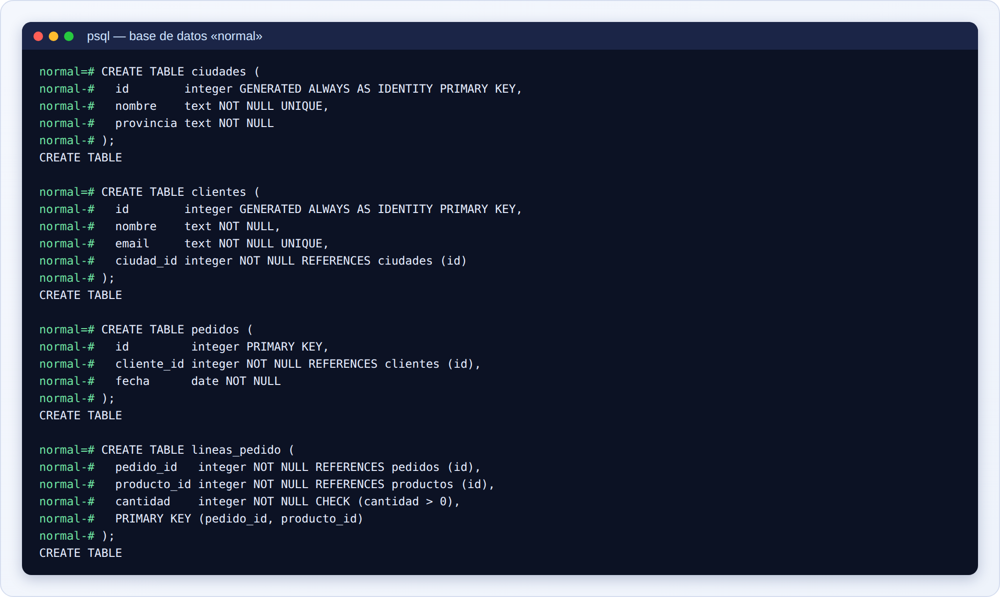 psql — base de datos «normal»
normal=# CREATE TABLE ciudades (
normal-#   id        integer GENERATED ALWAYS AS IDENTITY PRIMARY KEY,
normal-#   nombre    text NOT NULL UNIQUE,
normal-#   provincia text NOT NULL
normal-# );
CREATE TABLE

normal=# CREATE TABLE clientes (
normal-#   id        integer GENERATED ALWAYS AS IDENTITY PRIMARY KEY,
normal-#   nombre    text NOT NULL,
normal-#   email     text NOT NULL UNIQUE,
normal-#   ciudad_id integer NOT NULL REFERENCES ciudades (id)
normal-# );
CREATE TABLE

normal=# CREATE TABLE pedidos (
normal-#   id         integer PRIMARY KEY,
normal-#   cliente_id integer NOT NULL REFERENCES clientes (id),
normal-#   fecha      date NOT NULL
normal-# );
CREATE TABLE

normal=# CREATE TABLE lineas_pedido (
normal-#   pedido_id   integer NOT NULL REFERENCES pedidos (id),
normal-#   producto_id integer NOT NULL REFERENCES productos (id),
normal-#   cantidad    integer NOT NULL CHECK (cantidad > 0),
normal-#   PRIMARY KEY (pedido_id, producto_id)
normal-# );
CREATE TABLE